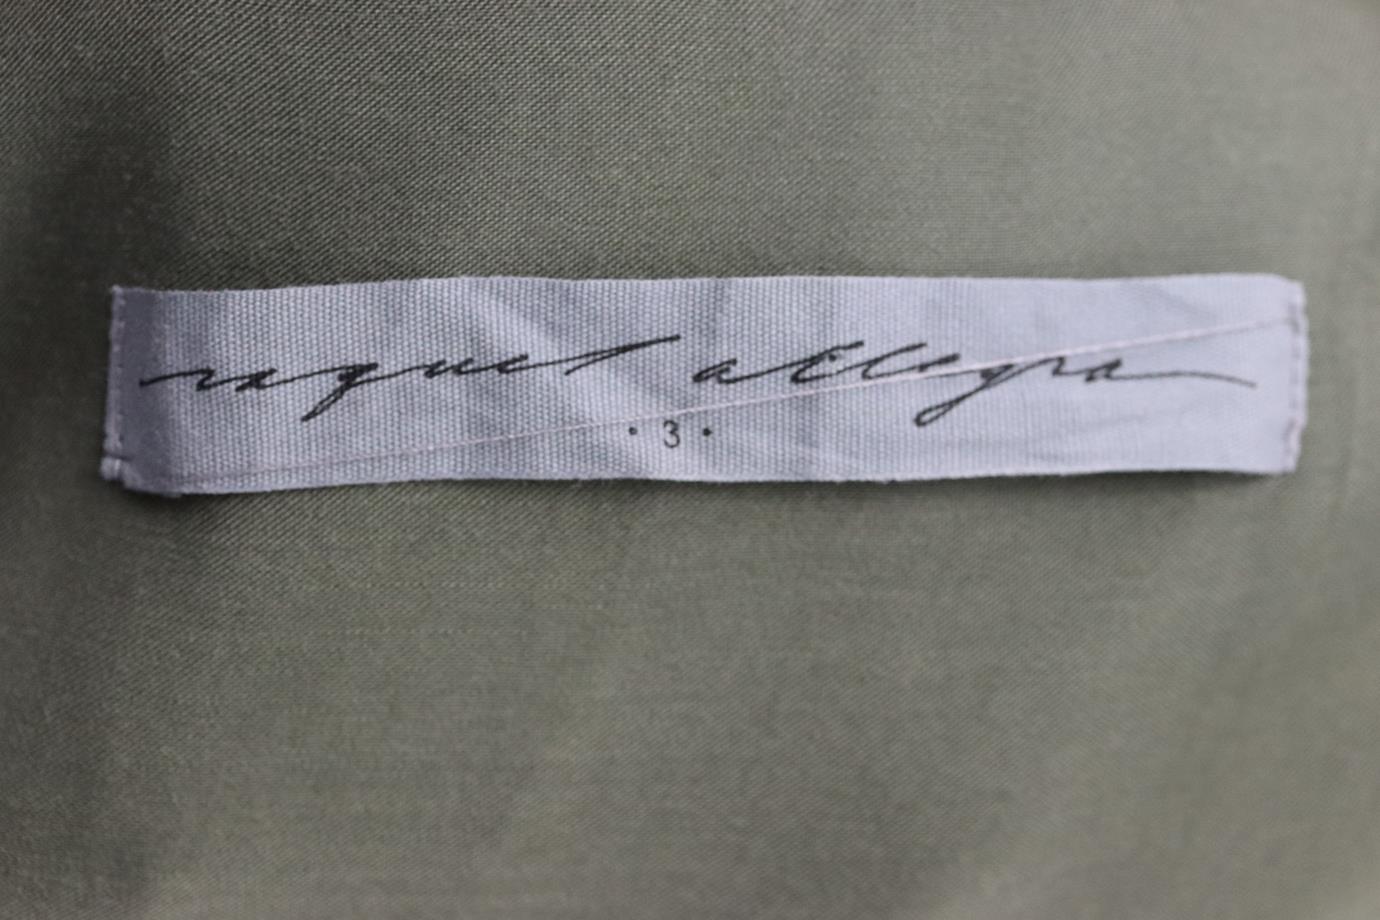 raquel allegra
• 3 •